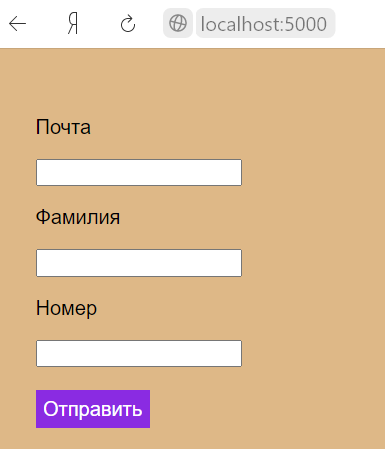 Я localhost:5000
Почта
Фамилия
Номер
Отправить